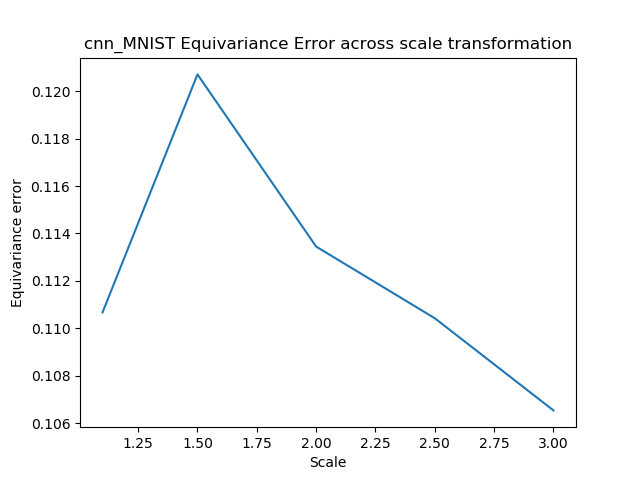 cnn_MNIST Equivariance Error across scale transformation
0.120
0.118
0.116
0.114
0.112
0.110
0.108
0.106
Equivariance error
1.25 1.50 1.75 2.00 2.25 2.50 2.75 3.00
Scale